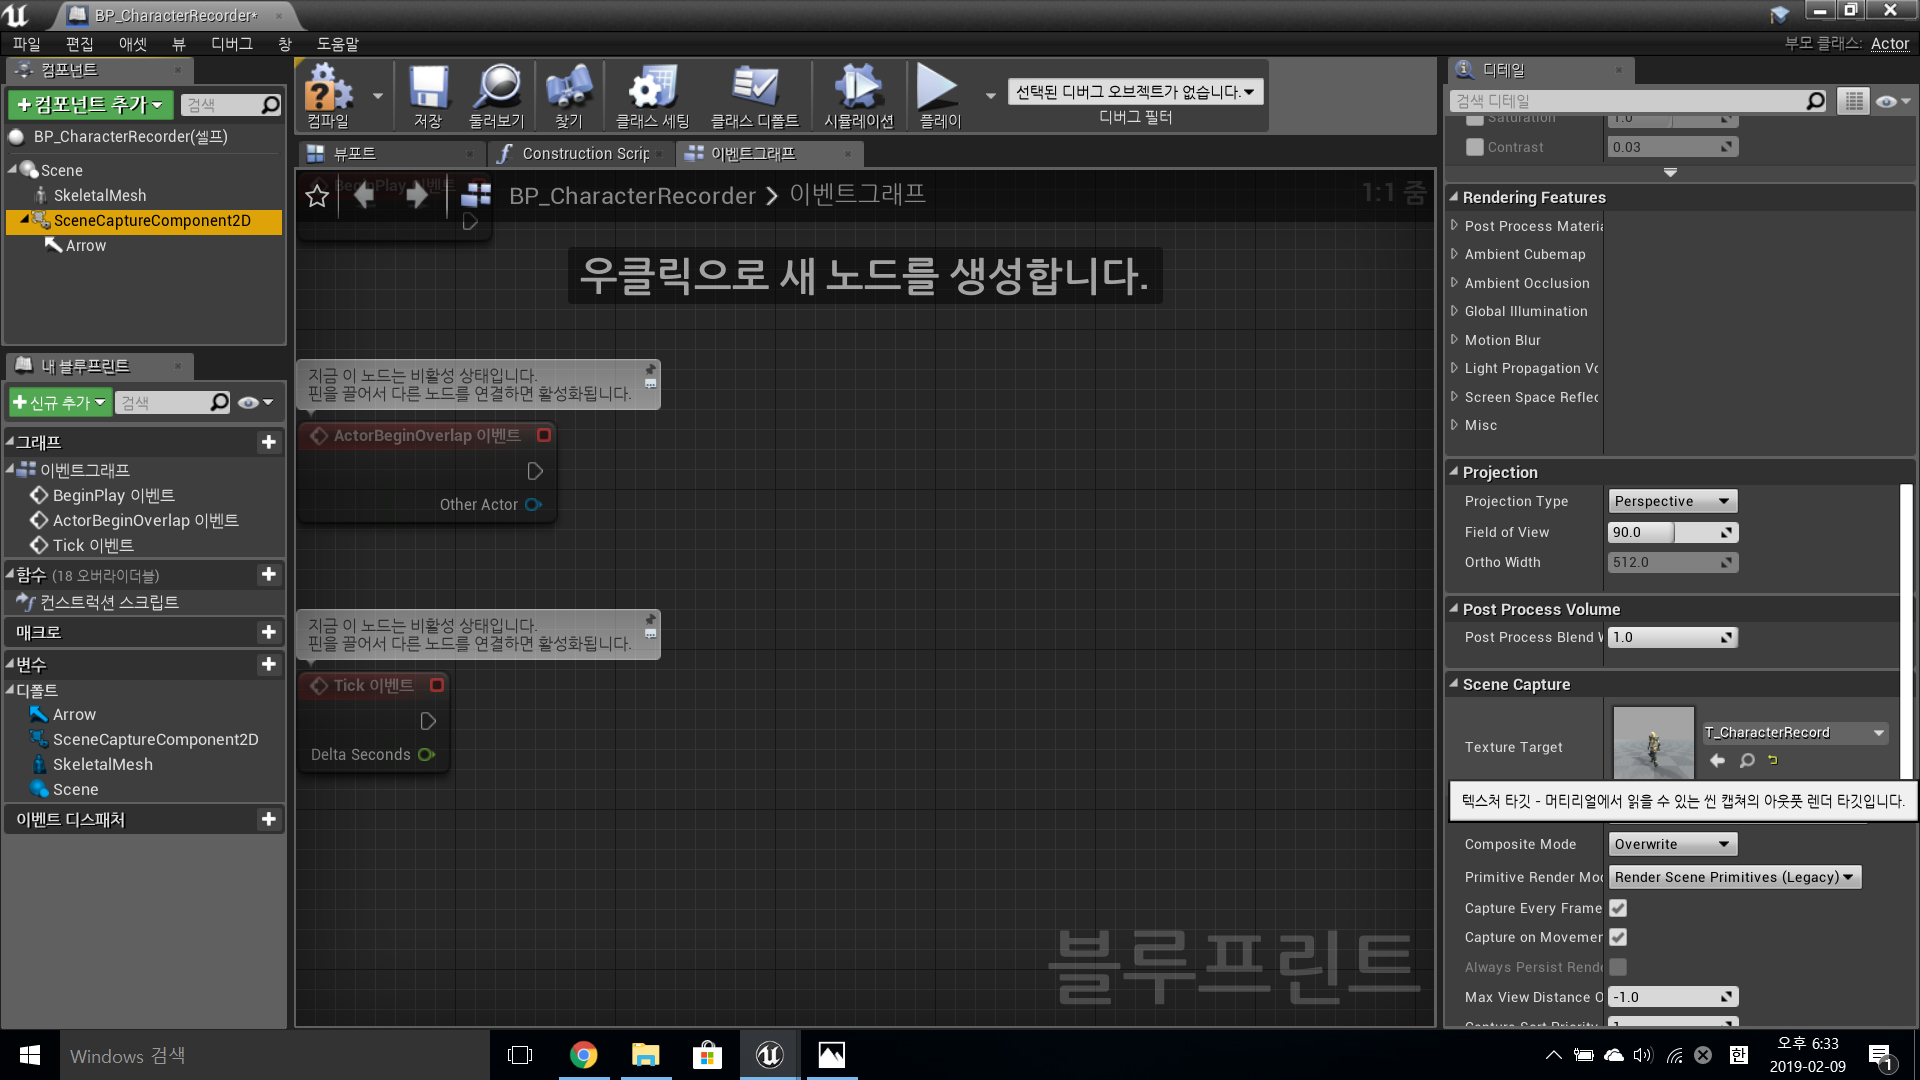 BP_CharacterRecorder*
파일 편집 애셋 뷰 디버그 창 도움말
부모 클래스: Actor
컴포넌트
+컴포넌트 추가
검색
BP_CharacterRecorder(셀프)
Scene
SkeletalMesh
SceneCaptureComponent2D
Arrow
내 블루프린트
+신규 추가
검색
그래프
이벤트그래프
BeginPlay 이벤트
ActorBeginOverlap 이벤트
Tick 이벤트
함수 (18 오버라이더블)
컨스트럭션 스크립트
매크로
변수
디폴트
Arrow
SceneCaptureComponent2D
SkeletalMesh
Scene
이벤트 디스패처
컴파일
저장
둘러보기
찾기
클래스 세팅
클래스 디폴트
시뮬레이션
플레이
선택된 디버그 오브젝트가 없습니다.
디버그 필터
뷰포트
Construction Scrip
이벤트그래프
BeginPlay 이벤트
BP_CharacterRecorder > 이벤트그래프
1:1 줌
우클릭으로 새 노드를 생성합니다.
지금 이 노드는 비활성 상태입니다.
핀을 끌어서 다른 노드를 연결하면 활성화됩니다.
ActorBeginOverlap 이벤트
Other Actor
지금 이 노드는 비활성 상태입니다.
핀을 끌어서 다른 노드를 연결하면 활성화됩니다.
Tick 이벤트
Delta Seconds
블루프린트
디테일
검색 디테일
Saturation 1.0
Contrast 0.03
Rendering Features
Post Process Materia
Ambient Cubemap
Ambient Occlusion
Global Illumination
Motion Blur
Light Propagation Vo
Screen Space Reflec
Misc
Projection
Projection Type Perspective
Field of View 90.0
Ortho Width 512.0
Post Process Volume
Post Process Blend W 1.0
Scene Capture
Texture Target T_CharacterRecord
텍스처 타깃 - 머티리얼에서 읽을 수 있는 씬 캡쳐의 아웃풋 렌더 타깃입니다.
Composite Mode Overwrite
Primitive Render Mod Render Scene Primitives (Legacy)
Capture Every Frame
Capture on Movemen
Always Persist Rende
Max View Distance O -1.0
Capture Sort Priority 1
Windows 검색
한
오후 6:33
2019-02-09
1